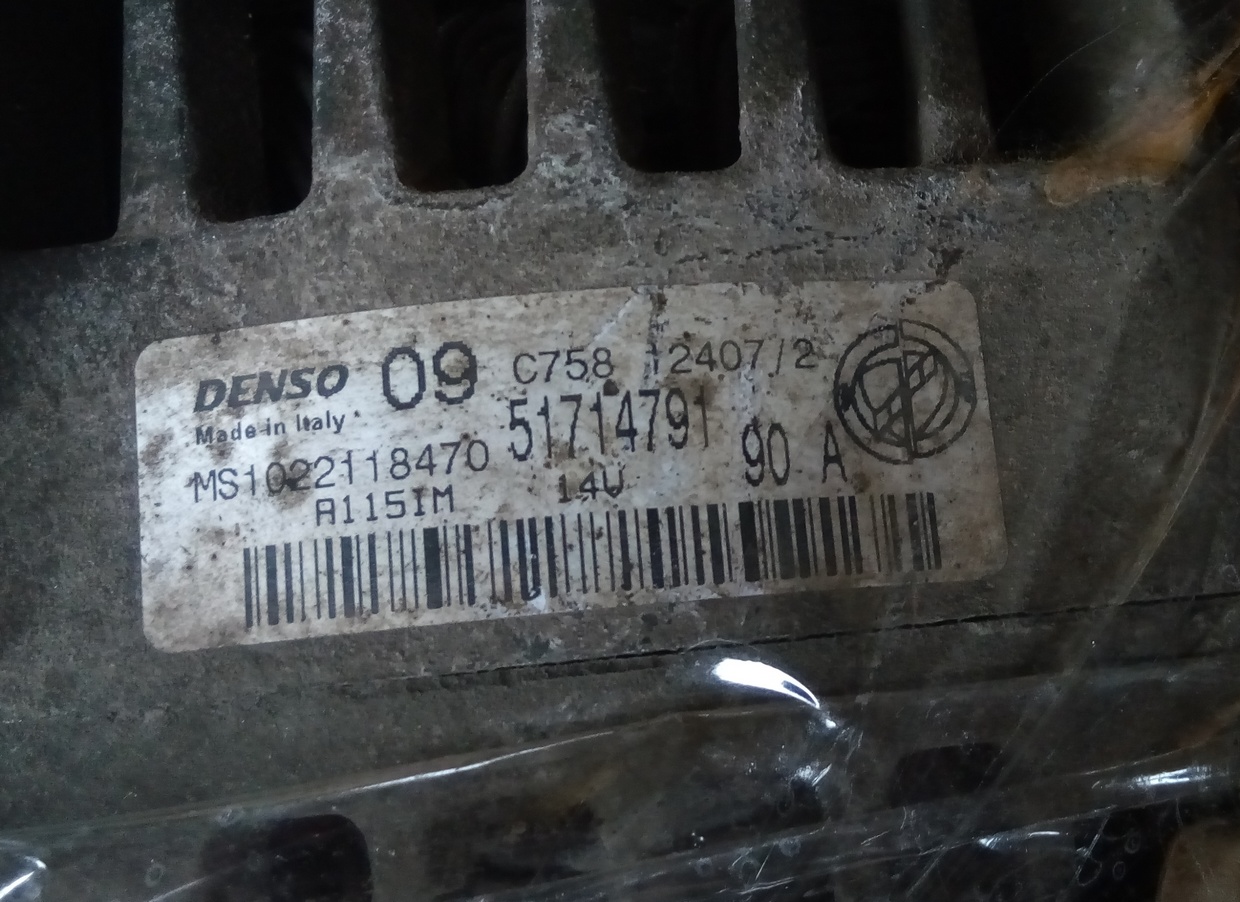 DENSO 09 C758 12407/2
Made in Italy
51714791
MS1022118470
90 A
A115IM 14V